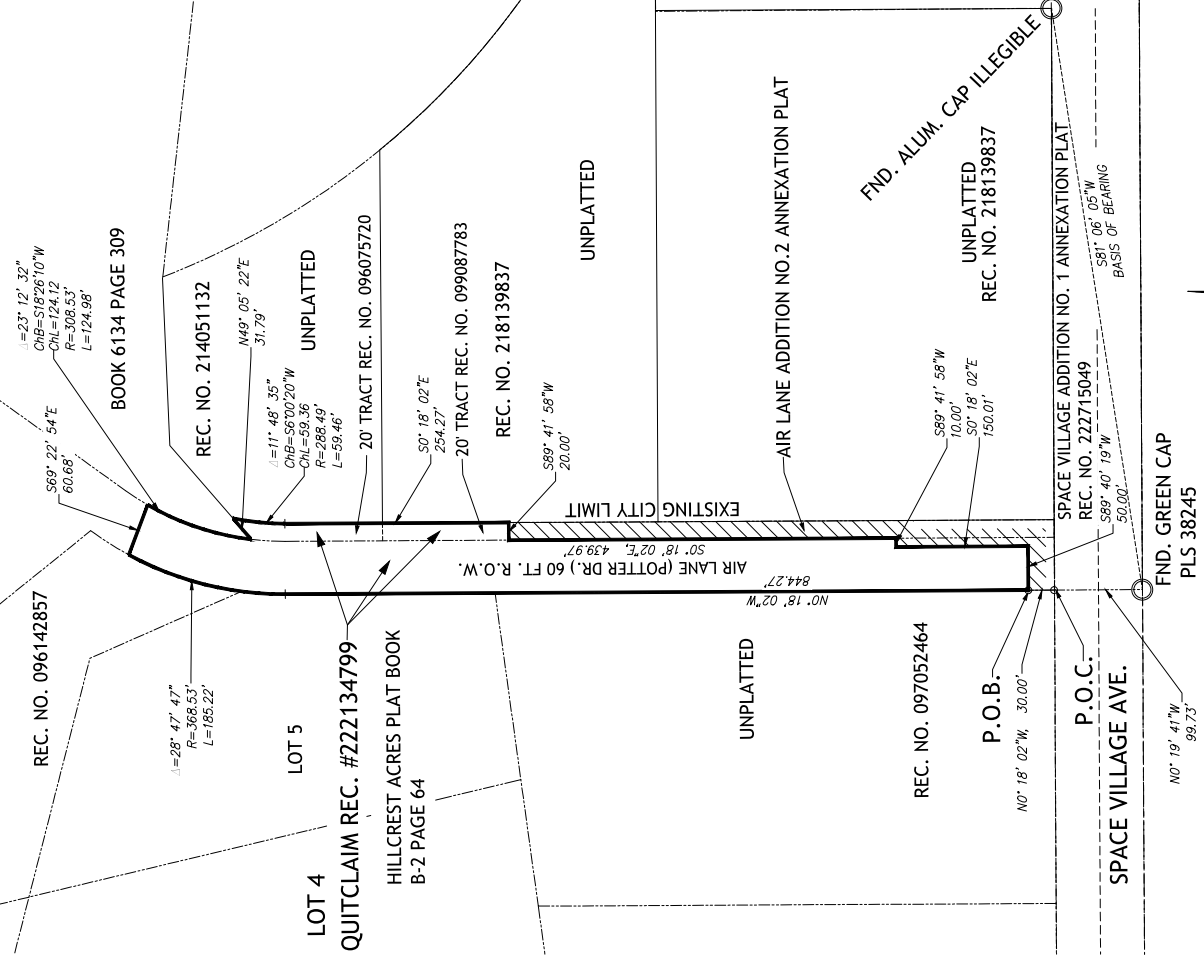 Δ=23° 12' 32"
ChB=S18°26'10"W
ChL=124.12
R=308.53'
L=124.98'
S69° 22' 54"E
60.68'
BOOK 6134 PAGE 309
REC. NO. 214051132
N49° 05' 22"E
31.79'
UNPLATTED
Δ=11° 48' 35"
ChB=S6°00'20"W
ChL=59.36
R=288.49'
L=59.46'
20' TRACT REC. NO. 096075720
S0° 18' 02"E
254.27'
20' TRACT REC. NO. 099087783
REC. NO. 218139837
S89° 41' 58"W
20.00'
UNPLATTED
AIR LANE ADDITION NO.2 ANNEXATION PLAT
FND. ALUM. CAP ILLEGIBLE
UNPLATTED
REC. NO. 218139837
S89° 41' 58"W
10.00'
S0° 18' 02"E
150.01'
SPACE VILLAGE ADDITION NO. 1 ANNEXATION PLAT
REC. NO. 222715049
S89° 40' 19"W
50.00'
S81° 06' 05"W
BASIS OF BEARING
FND. GREEN CAP
PLS 38245
EXISTING CITY LIMIT
S0° 18' 02"E, 439.97'
AIR LANE (POTTER DR.) 60 FT. R.O.W.
844.27'
N0° 18' 02"W
REC. NO. 096142857
Δ=28° 47' 47"
R=368.53'
L=185.22'
LOT 5
LOT 4
QUITCLAIM REC. #222134799
HILLCREST ACRES PLAT BOOK
B-2 PAGE 64
UNPLATTED
REC. NO. 097052464
P.O.B.
N0° 18' 02"W, 30.00'
P.O.C.
SPACE VILLAGE AVE.
N0° 19' 41"W
99.73'